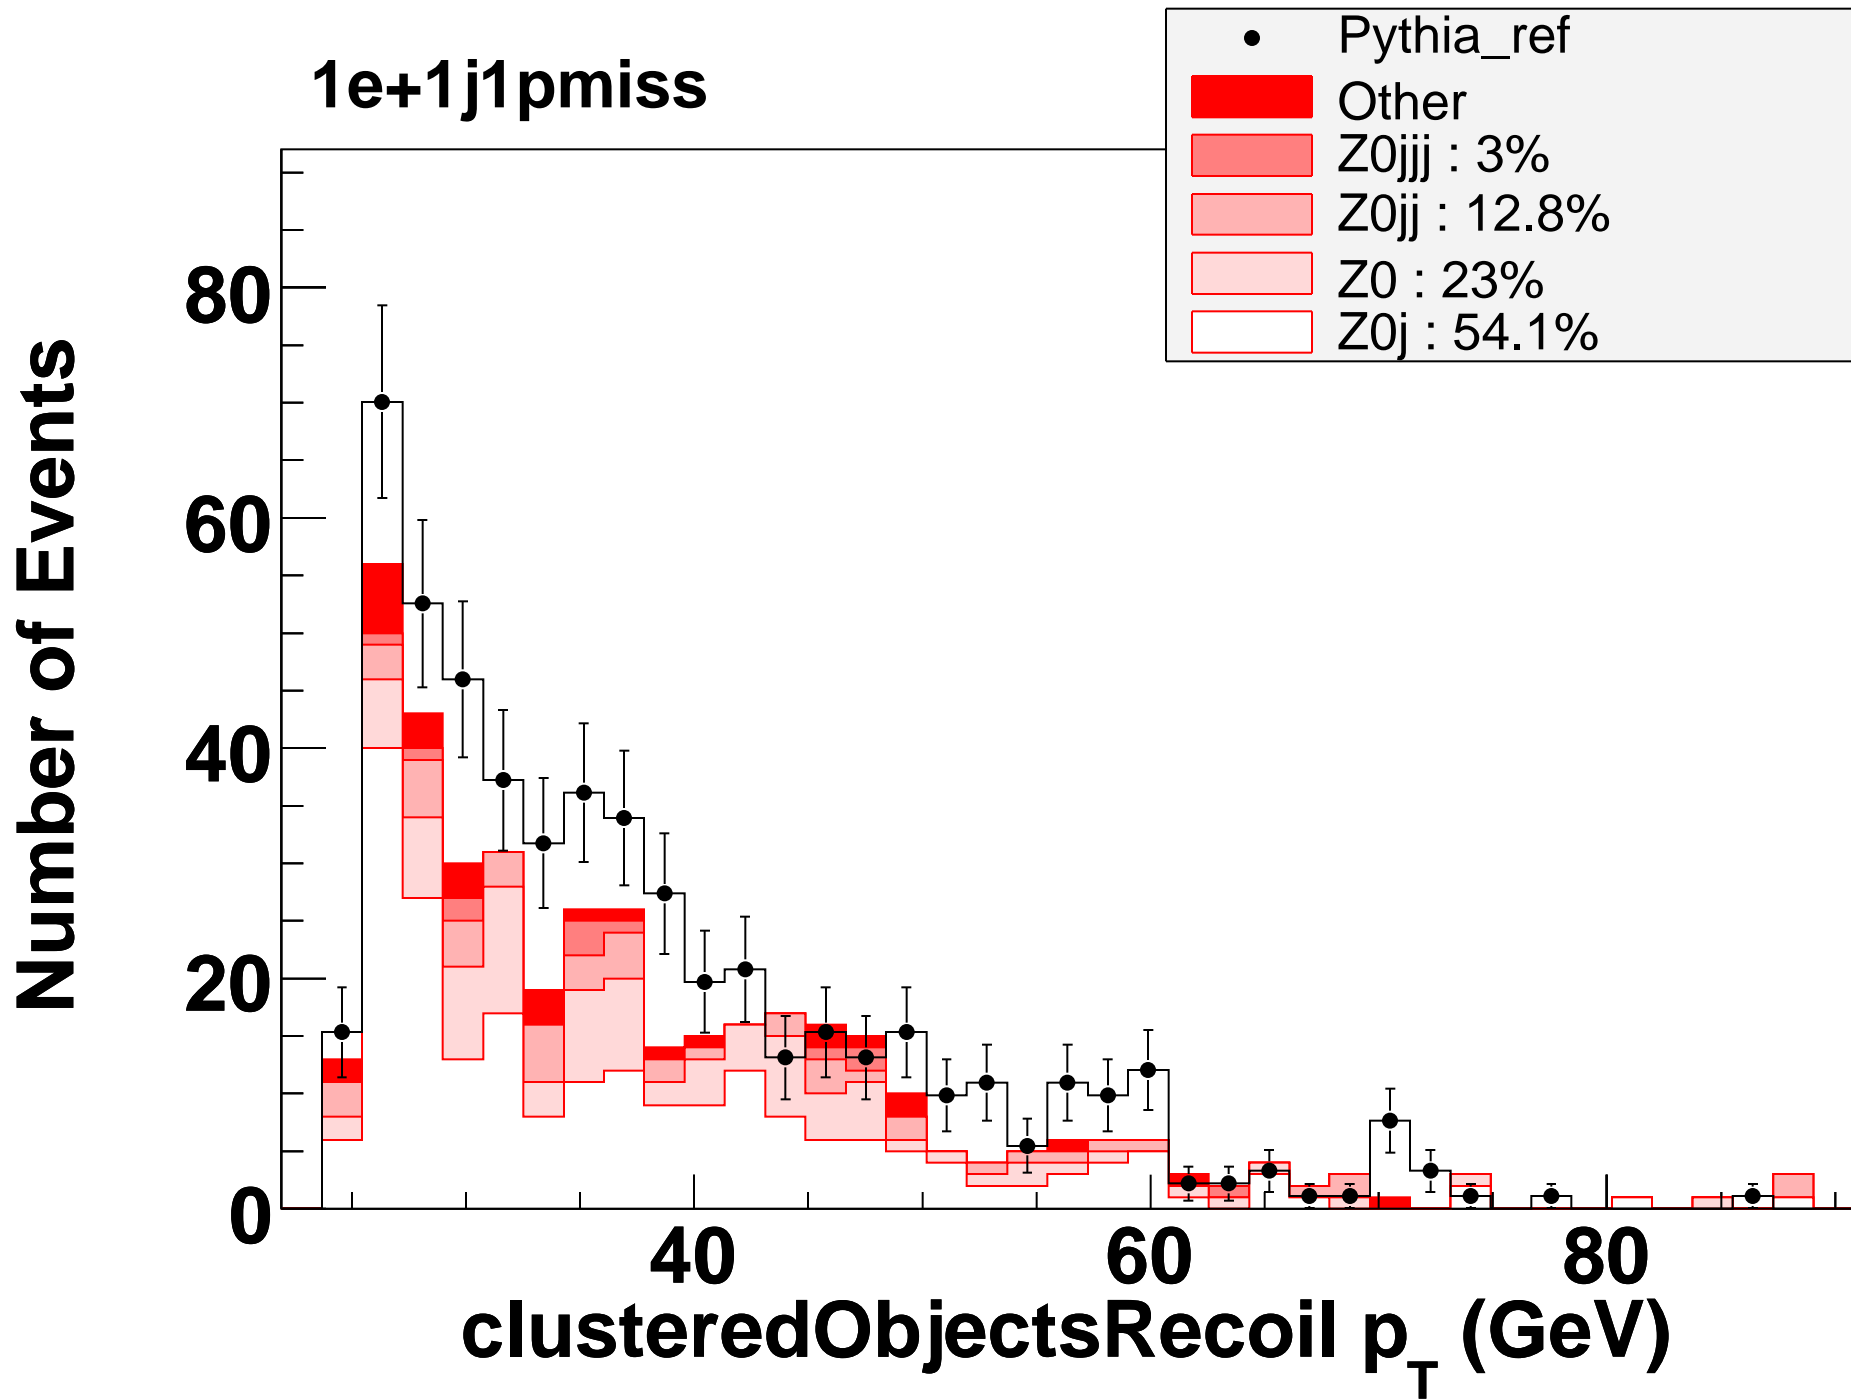 1e+1j1pmiss
Pythia_ref
Other
Z0jjj : 3%
Z0jj : 12.8%
Z0 : 23%
Z0j : 54.1%
Number of Events
80
60
40
20
0
40 60 80
clusteredObjectsRecoil p_T (GeV)